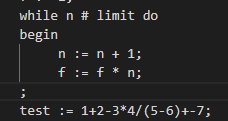 while n # limit do
begin
n := n + 1;
f := f * n;
;
test := 1+2-3*4/(5-6)+-7;